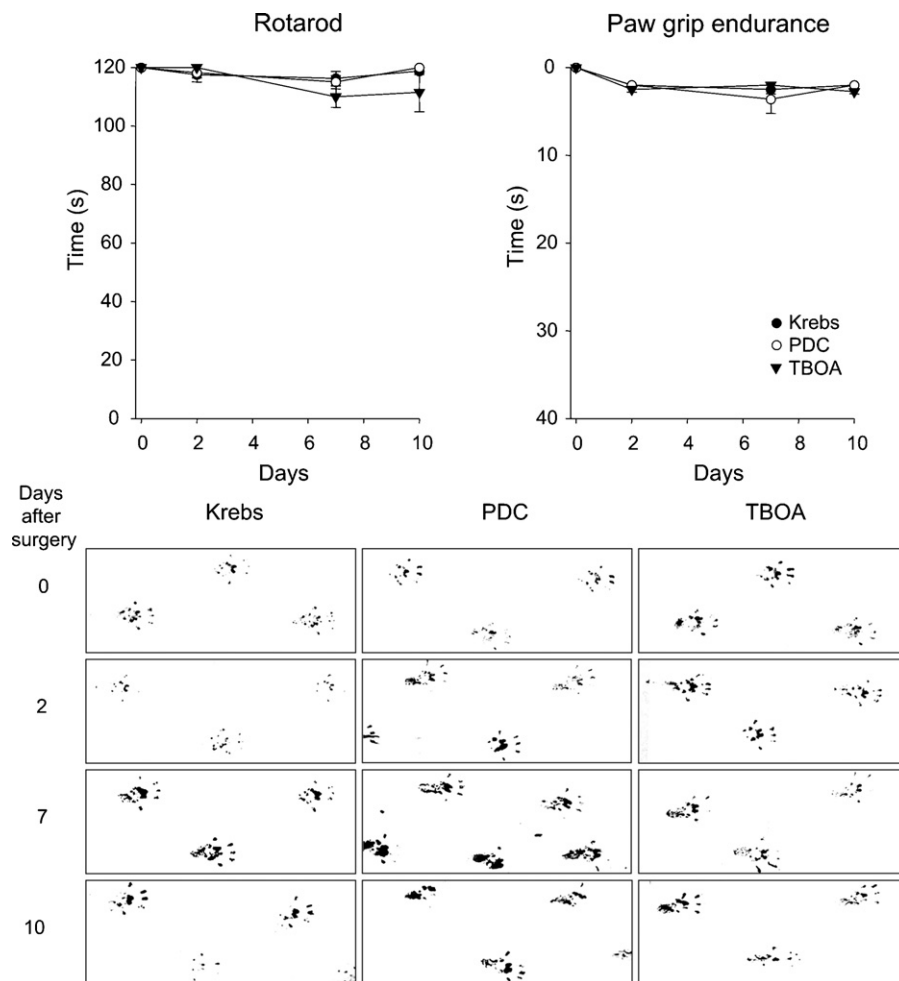 Rotarod
Paw grip endurance
120
100
80
60
40
20
0
Time (s)
0 2 4 6 8 10
Days
0
10
20
30
40
Time (s)
0 2 4 6 8 10
Days
Krebs
PDC
TBOA
Days
after
surgery
Krebs PDC TBOA
0
2
7
10